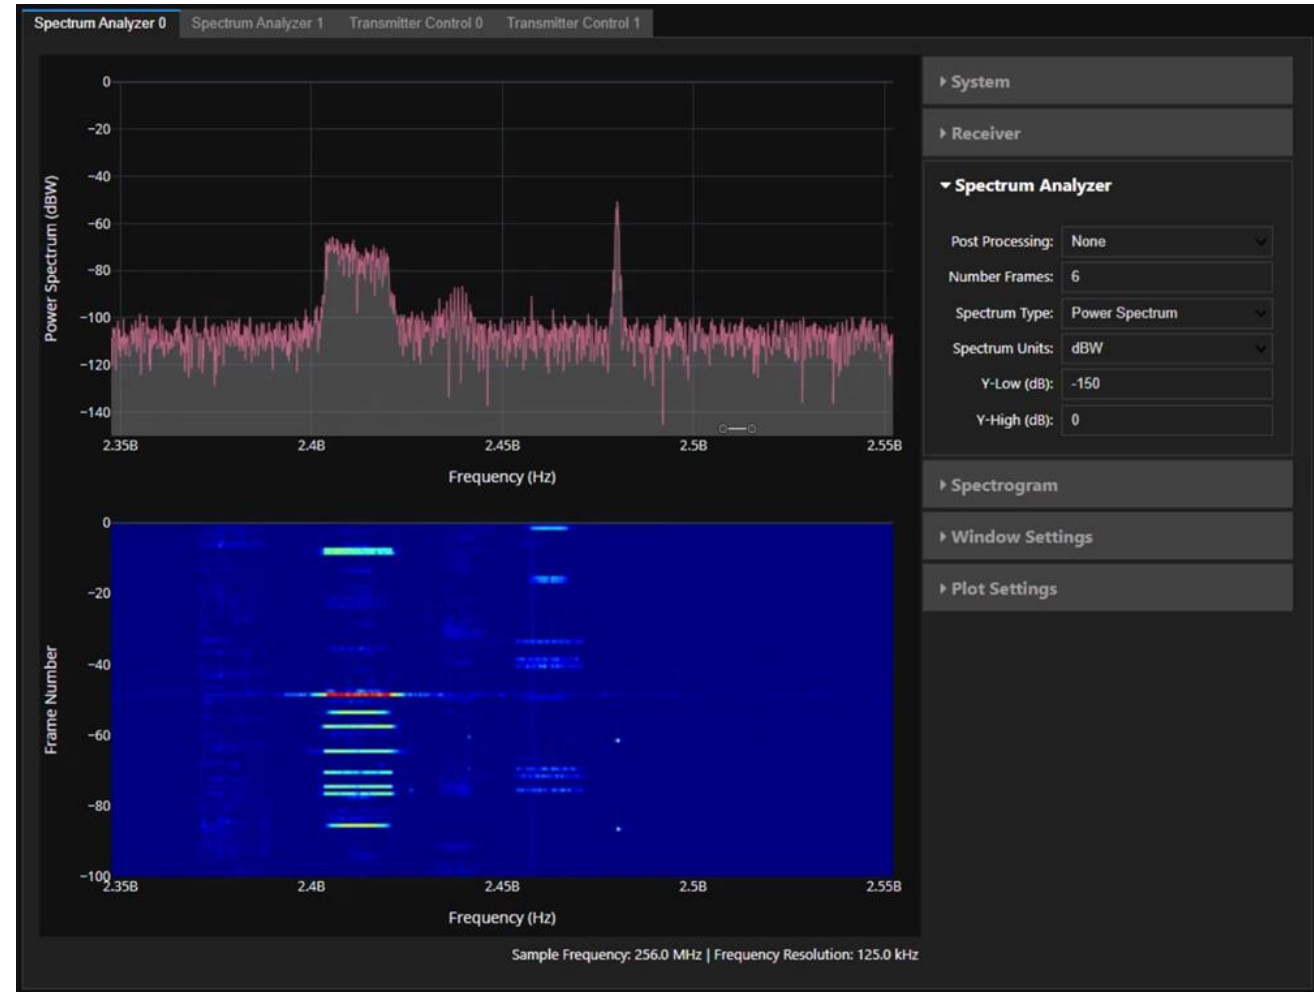 Spectrum Analyzer 0 Spectrum Analyzer 1 Transmitter Control 0 Transmitter Control 1
Power Spectrum (dBW)
0
−20
−40
−60
−80
−100
−120
−140
2.35B 2.4B 2.45B 2.5B 2.55B
Frequency (Hz)
Frame Number
0
−20
−40
−60
−80
−100
2.35B 2.4B 2.45B 2.5B 2.55B
Frequency (Hz)
Sample Frequency: 256.0 MHz | Frequency Resolution: 125.0 kHz
System
Receiver
Spectrum Analyzer
Post Processing: None
Number Frames: 6
Spectrum Type: Power Spectrum
Spectrum Units: dBW
Y-Low (dB): -150
Y-High (dB): 0
Spectrogram
Window Settings
Plot Settings